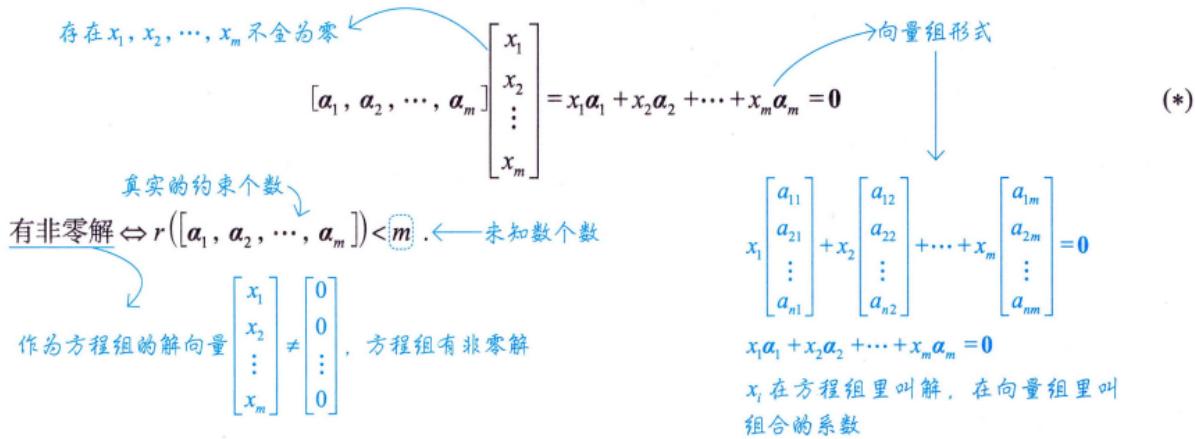 存在 x₁, x₂, ⋯, xₘ 不全为零
向量组形式
[α₁, α₂, ⋯, αₘ] [x₁ x₂ ⋮ xₘ] = x₁α₁ + x₂α₂ + ⋯ + xₘαₘ = 0 (*)
真实的约束个数
有非零解 ⇔ r([α₁, α₂, ⋯, αₘ]) < m . 未知数个数
作为方程组的解向量 [x₁ x₂ ⋮ xₘ] ≠ [0 0 ⋮ 0], 方程组有非零解
x₁ [a₁₁ a₂₁ ⋮ aₙ₁] + x₂ [a₁₂ a₂₂ ⋮ aₙ₂] + ⋯ + xₘ [a₁ₘ a₂ₘ ⋮ aₙₘ] = 0
x₁α₁ + x₂α₂ + ⋯ + xₘαₘ = 0
xᵢ 在方程组里叫解, 在向量组里叫
组合的系数